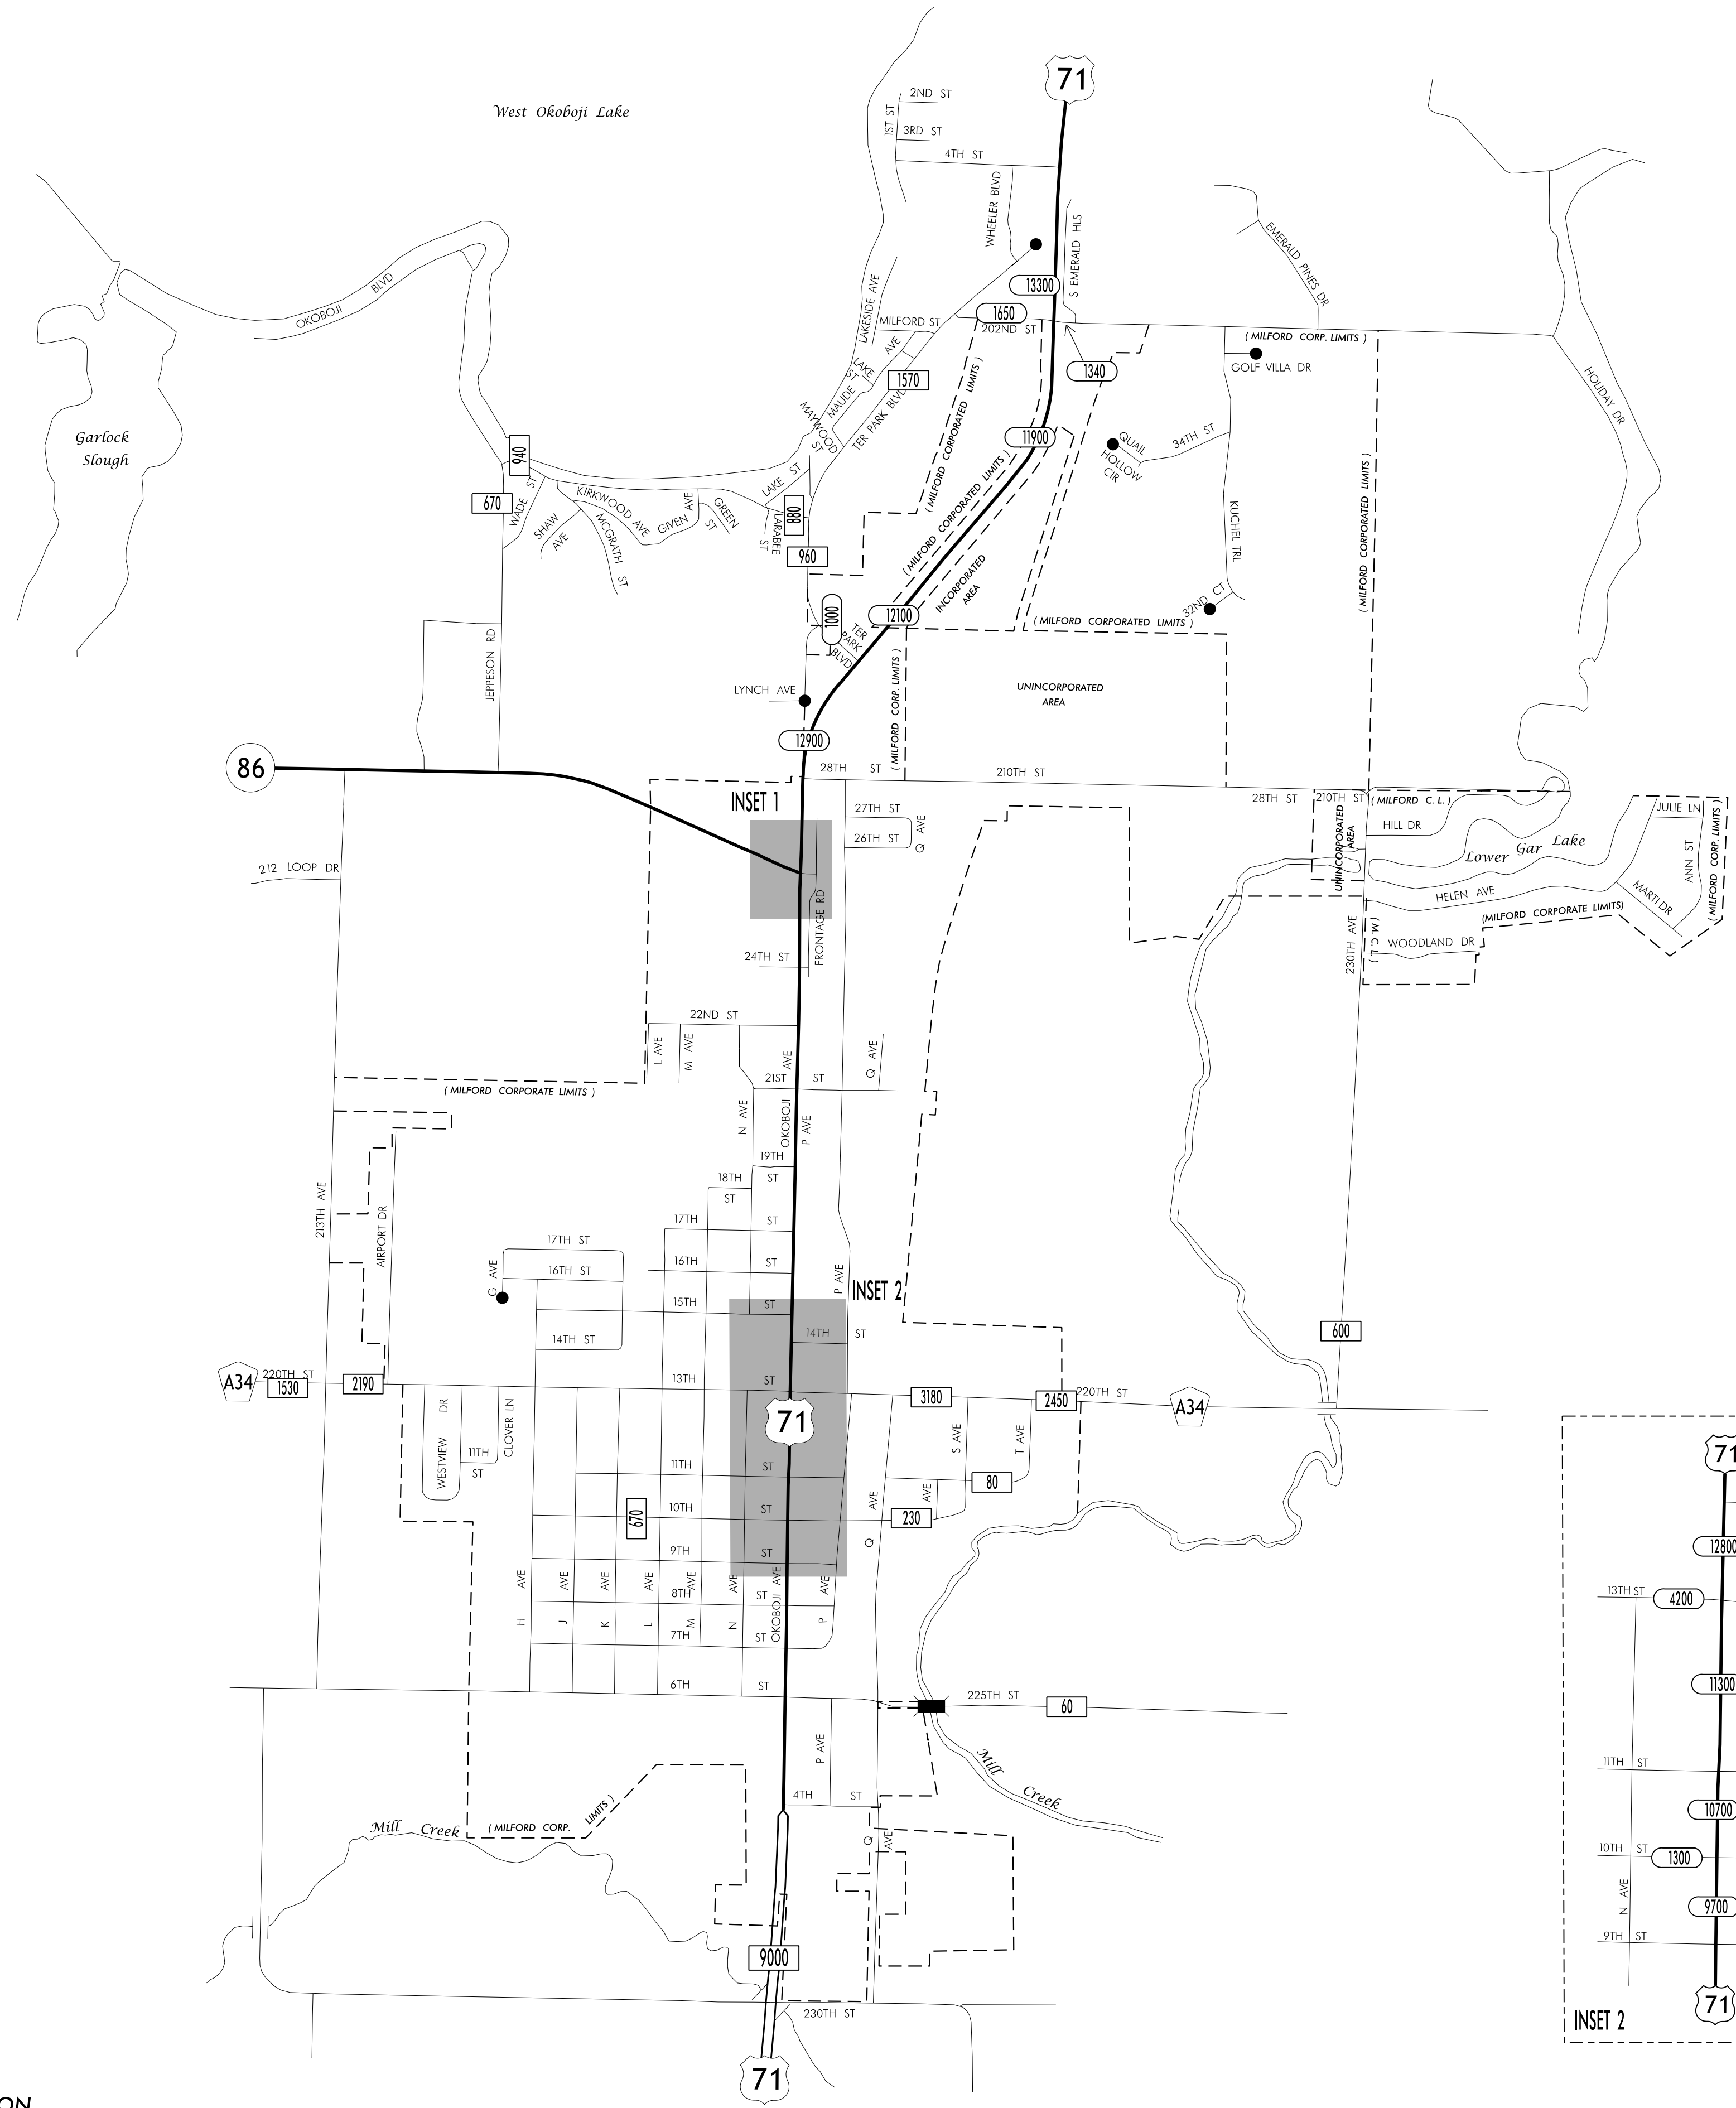 71
West Okoboji Lake
2ND ST
1ST ST
3RD ST
4TH ST
WHEELER BLVD
S EMERALD HLS
EMERALD PINES DR
OKOBOJI BLVD
LAKESIDE AVE
13300
1650
MILFORD ST
202ND ST
( MILFORD CORP. LIMITS )
AVE
LAKE
ST
MAUDE
1570
1340
GOLF VILLA DR
HOLIDAY DR
MAYWOOD
ST
TER PARK BLVD
( MILFORD CORPORATED LIMITS )
11900
QUAIL
HOLLOW
CIR
34TH ST
Garlock
Slough
940
670
WADE ST
KIRKWOOD AVE
SHAW
AVE
MCGRATH ST
GIVEN AVE
GREEN
ST
LAKE ST
LARABEE
ST
880
960
( MILFORD CORPORATED LIMITS )
INCORPORATED
AREA
KUCHEL TRL
( MILFORD CORPORATED LIMITS )
32ND CT
1000
12100
TER
PARK
BLVD
( MILFORD CORPORATED LIMITS )
JEPPESON RD
LYNCH AVE
( MILFORD CORP. LIMITS )
UNINCORPORATED
AREA
12900
86
28TH ST
210TH ST
28TH ST
210TH ST
( MILFORD C. L. )
INSET 1
27TH ST
26TH ST
Q AVE
HILL DR
UNINCORPORATED
AREA
Lower Gar Lake
JULIE LN
ANN ST
( MILFORD CORP. LIMITS )
MARTI DR
212 LOOP DR
HELEN AVE
(MILFORD CORPORATE LIMITS)
FRONTAGE RD
24TH ST
230TH AVE
( M. C. L. )
WOODLAND DR
22ND ST
L AVE
M AVE
OKOBOJI AVE
Q AVE
21ST ST
( MILFORD CORPORATE LIMITS )
N AVE
P AVE
19TH
ST
18TH
ST
213TH AVE
AIRPORT DR
17TH ST
17TH ST
16TH ST
16TH ST
G AVE
P AVE
INSET 2
15TH ST
14TH ST
14TH ST
600
A34
220TH ST
1530
2190
13TH ST
3180
2450
220TH ST
A34
71
WESTVIEW DR
CLOVER LN
11TH
ST
S AVE
T AVE
11TH ST
80
AVE
670
10TH ST
230
Q AVE
9TH ST
8TH ST
H AVE
J AVE
K AVE
L AVE
M AVE
N AVE
OKOBOJI AVE
P AVE
7TH ST
6TH ST
225TH ST
60
P AVE
Mill
Creek
4TH ST
Mill Creek
( MILFORD CORP. LIMITS )
Q AVE
9000
230TH ST
71
71
12800
13TH ST
4200
11300
11TH ST
10700
10TH ST
1300
N AVE
9700
9TH ST
71
INSET 2